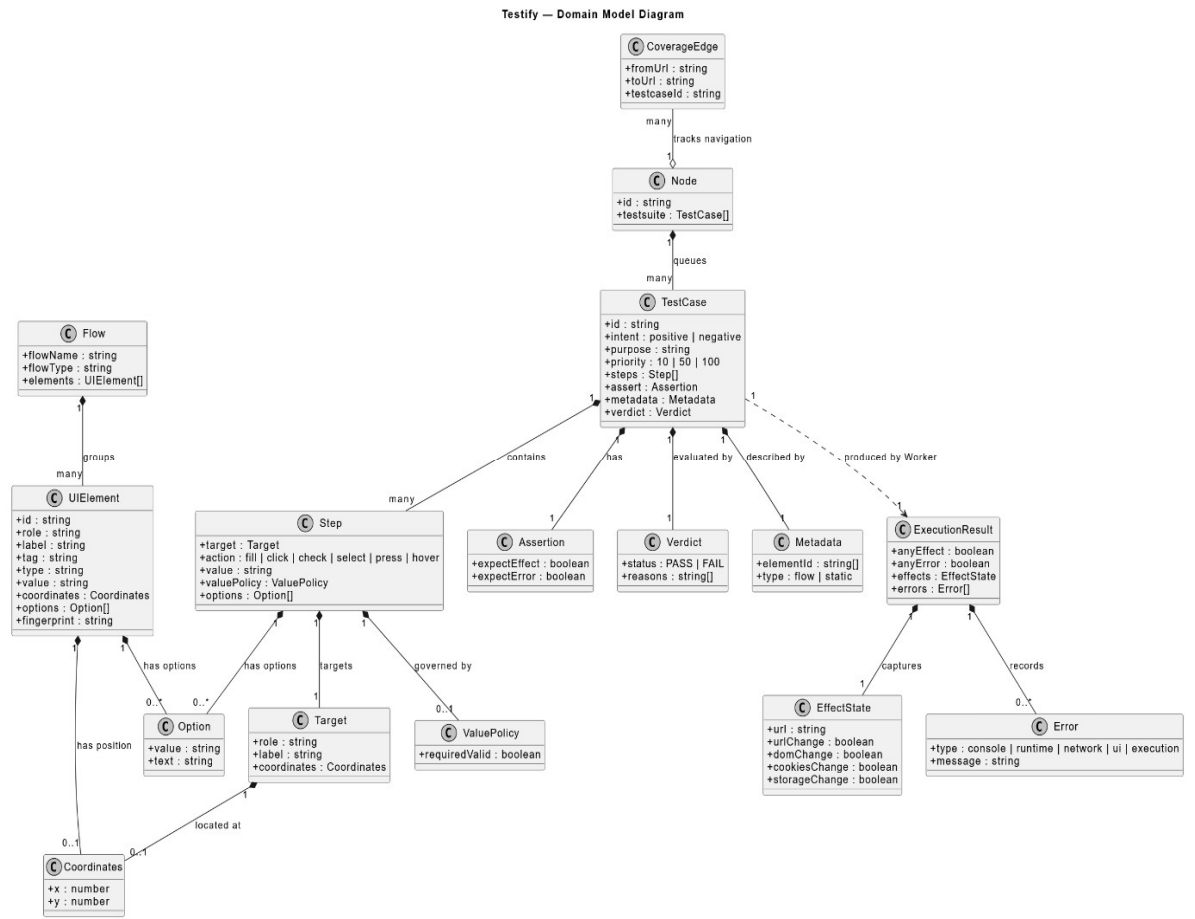 Testify — Domain Model Diagram
C CoverageEdge
+fromUrl : string
+toUrl : string
+testcaseId : string
many
tracks navigation
1
C Node
+id : string
+testsuite : TestCase[]
1
queues
many
C TestCase
+id : string
+intent : positive | negative
+purpose : string
+priority : 10 | 50 | 100
+steps : Step[]
+assert : Assertion
+metadata : Metadata
+verdict : Verdict
C Flow
+flowName : string
+flowType : string
+elements : UIElement[]
1
groups
many
1
contains
many
1
has
1
1
evaluated by
1
1
described by
1
1
produced by Worker
1
C UIElement
+id : string
+role : string
+label : string
+tag : string
+type : string
+value : string
+coordinates : Coordinates
+options : Option[]
+fingerprint : string
C Step
+target : Target
+action : fill | click | check | select | press | hover
+value : string
+valuePolicy : ValuePolicy
+options : Option[]
C Assertion
+expectEffect : boolean
+expectError : boolean
C Verdict
+status : PASS | FAIL
+reasons : string[]
C Metadata
+elementId : string[]
+type : flow | static
C ExecutionResult
+anyEffect : boolean
+anyError : boolean
+effects : EffectState
+errors : Error[]
1
has position
0..1
1
has options
0..*
1
has options
0..*
1
targets
1
1
governed by
0..1
1
captures
1
1
records
0..*
C Option
+value : string
+text : string
C Target
+role : string
+label : string
+coordinates : Coordinates
C ValuePolicy
+requiredValid : boolean
C EffectState
+url : string
+urlChange : boolean
+domChange : boolean
+cookiesChange : boolean
+storageChange : boolean
C Error
+type : console | runtime | network | ui | execution
+message : string
1
located at
0..1
C Coordinates
+x : number
+y : number